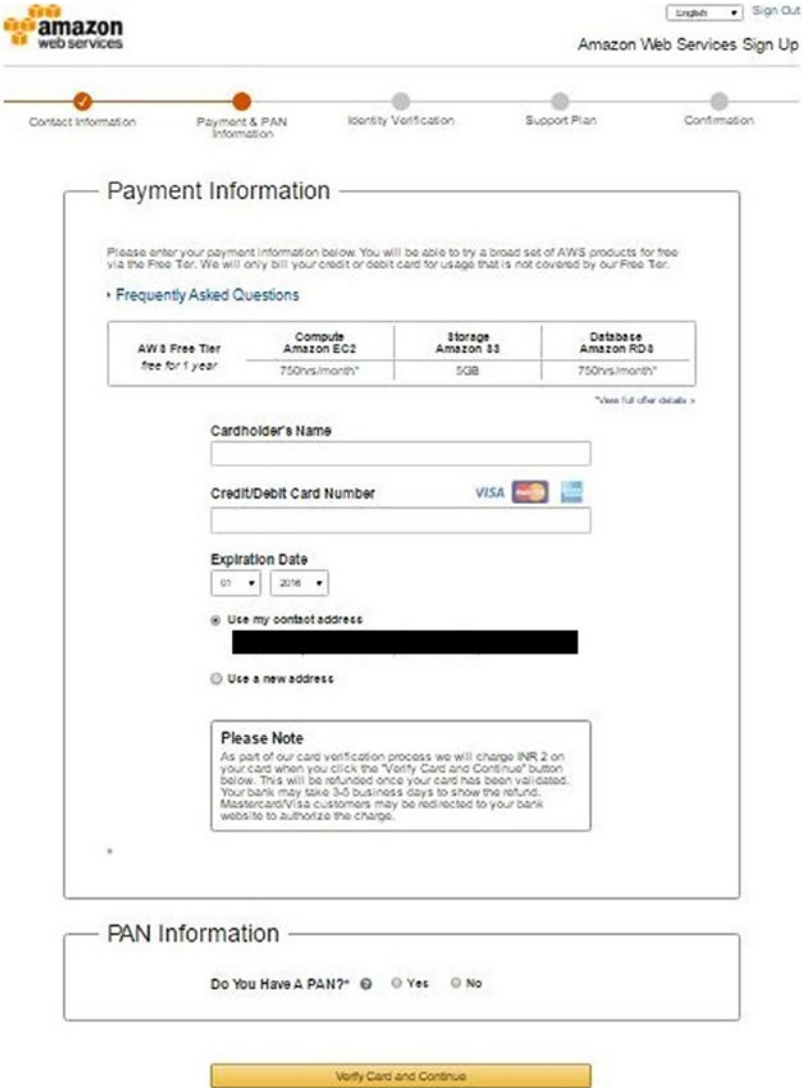 English
Sign Out
amazon
web services
Amazon Web Services Sign Up
Contact Information
Payment & PAN
Information
Identity Verification
Support Plan
Confirmation
Payment Information
Please enter your payment information below. You will be able to try a broad set of AWS products for free
via the Free Tier. We will only bill your credit or debit card for usage that is not covered by our Free Tier.
Frequently Asked Questions
AWS Free Tier
free for 1 year
Compute
Amazon EC2
750hrs/month*
Storage
Amazon S3
5GB
Database
Amazon RDS
750hrs/month*
*View full offer details »
Cardholder's Name
Credit/Debit Card Number
VISA
Expiration Date
01
2016
Use my contact address
Use a new address
Please Note
As part of our card verification process we will charge INR 2 on
your card when you click the "Verify Card and Continue" button
below. This will be refunded once your card has been validated.
Your bank may take 3-5 business days to show the refund.
Mastercard/Visa customers may be redirected to your bank
website to authorize the charge.
*
PAN Information
Do You Have A PAN?* Yes No
Verify Card and Continue